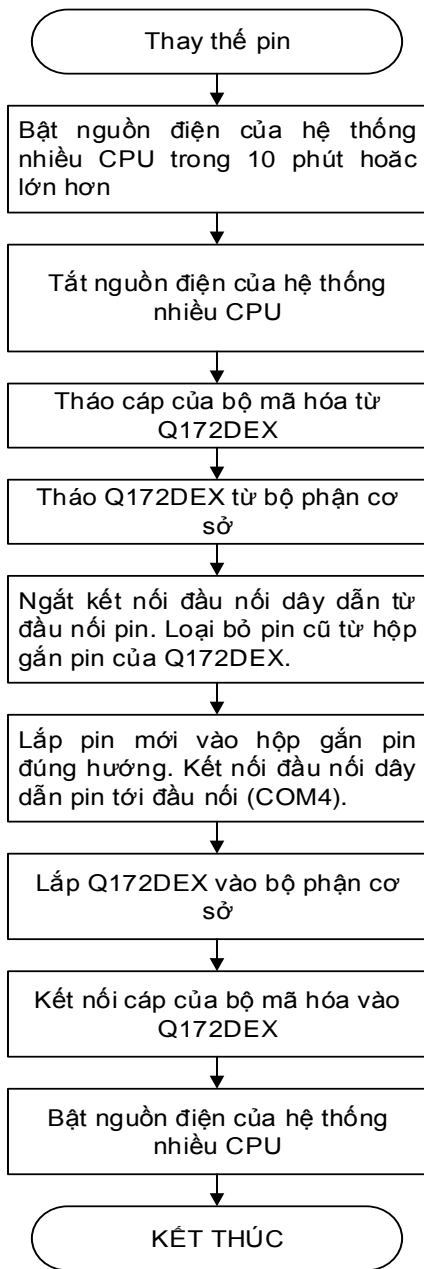 Thay thế pin
Bật nguồn điện của hệ thống
nhiều CPU trong 10 phút hoăc
lớn hơn
Tắt nguồn điện của hệ thống
nhiều CPU
Tháo cáp của bộ mã hóa từ
Q172DEX
Tháo Q172DEX từ bộ phận cơ
sở
Ngắt kết nối đầu nối dây dẫn từ
đầu nối pin. Loại bỏ pin cũ từ hộp
gắn pin của Q172DEX.
Lắp pin mới vào hộp gắn pin
đúng hướng. Kết nối đầu nối dây
dẫn pin tới đầu nối (COM4).
Lắp Q172DEX vào bộ phận cơ
sở
Kết nối cáp của bộ mã hóa vào
Q172DEX
Bật nguồn điện của hệ thống
nhiều CPU
KẾT THÚC